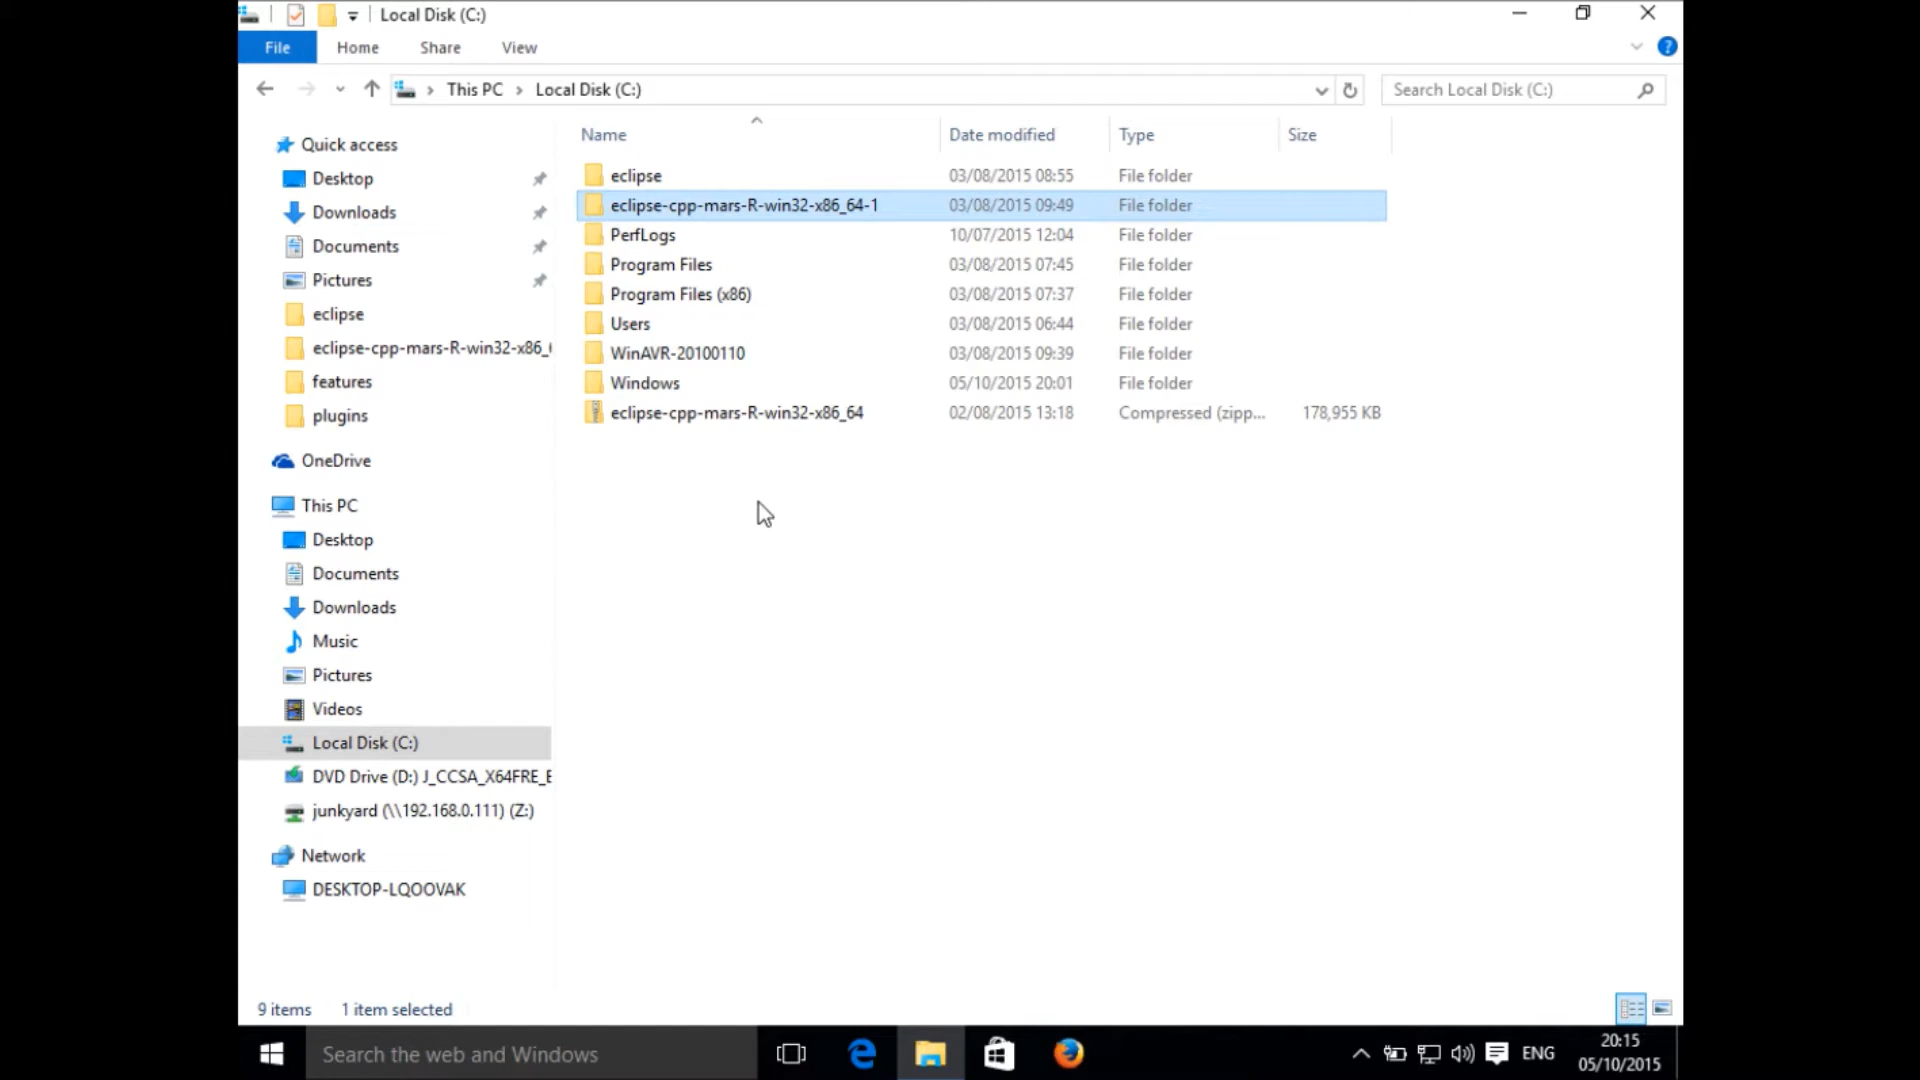 Local Disk (C:)
File Home Share View
This PC Local Disk (C:) Search Local Disk (C:)
Name Date modified Type Size
eclipse 03/08/2015 08:55 File folder
eclipse-cpp-mars-R-win32-x86_64-1 03/08/2015 09:49 File folder
PerfLogs 10/07/2015 12:04 File folder
Program Files 03/08/2015 07:45 File folder
Program Files (x86) 03/08/2015 07:37 File folder
Users 03/08/2015 06:44 File folder
WinAVR-20100110 03/08/2015 09:39 File folder
Windows 05/10/2015 20:01 File folder
eclipse-cpp-mars-R-win32-x86_64 02/08/2015 13:18 Compressed (zipp... 178,955 KB
Quick access
Desktop
Downloads
Documents
Pictures
eclipse
eclipse-cpp-mars-R-win32-x86_6
features
plugins
OneDrive
This PC
Desktop
Documents
Downloads
Music
Pictures
Videos
Local Disk (C:)
DVD Drive (D:) J_CCSA_X64FRE_E
junkyard (\\192.168.0.111) (Z:)
Network
DESKTOP-LQOOVAK
9 items 1 item selected
Search the web and Windows
ENG
20:15
05/10/2015